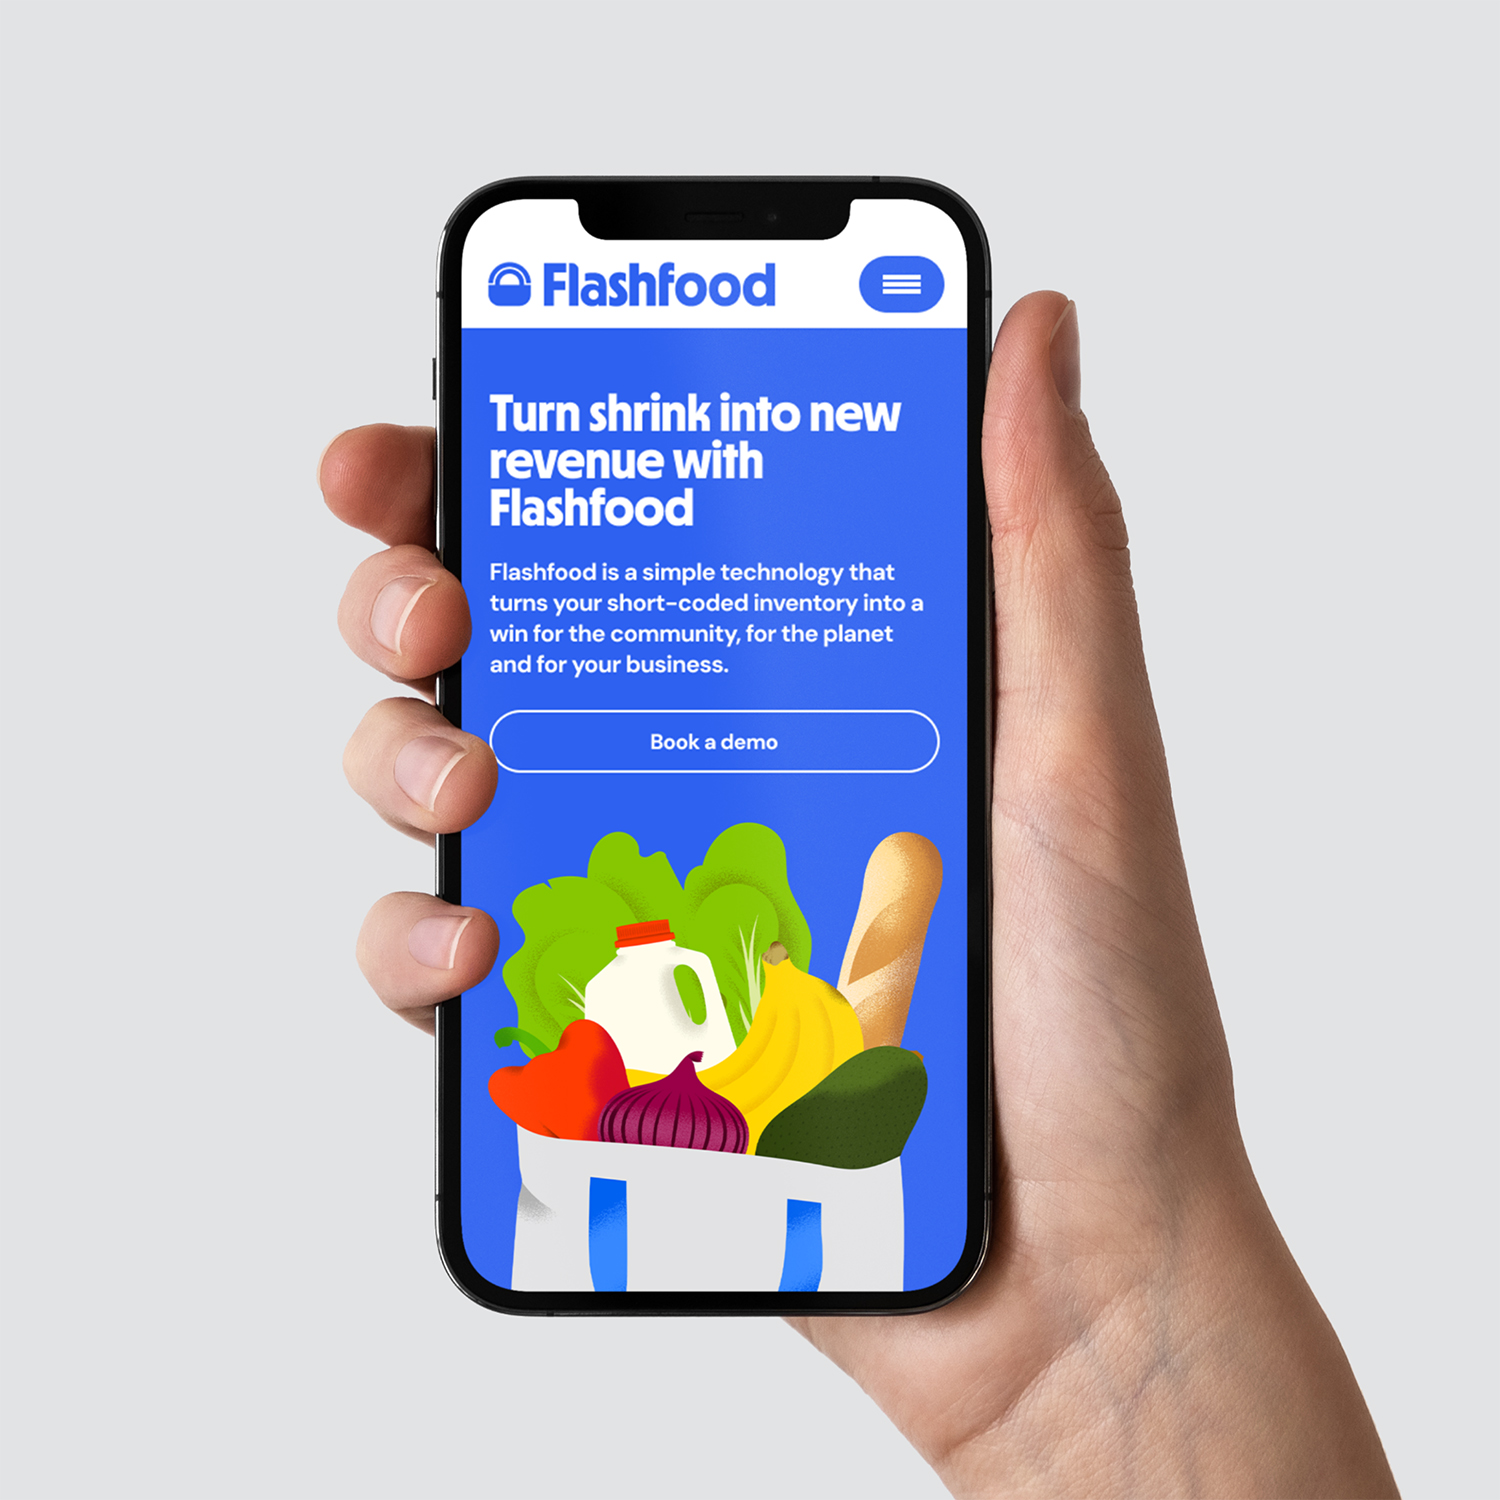 Flashfood
Turn shrink into new
revenue with
Flashfood
Flashfood is a simple technology that
turns your short-coded inventory into a
win for the community, for the planet
and for your business.
Book a demo